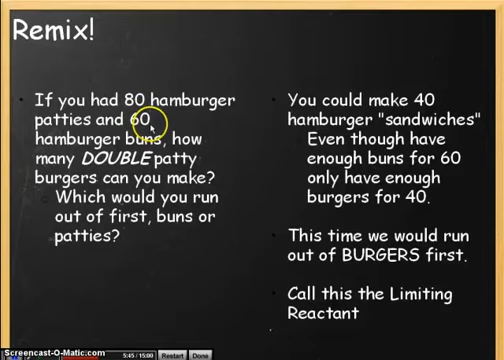 Remix!
If you had 80 hamburger
patties and 60
hamburger buns, how
many DOUBLE patty
burgers can you make?
Which would you run
out of first, buns or
patties?
You could make 40
hamburger "sandwiches"
Even though have
enough buns for 60
only have enough
burgers for 40.
This time we would run
out of BURGERS first.
Call this the Limiting
Reactant
Screencast-O-Matic.com
5:45 / 15:00
Restart
Done